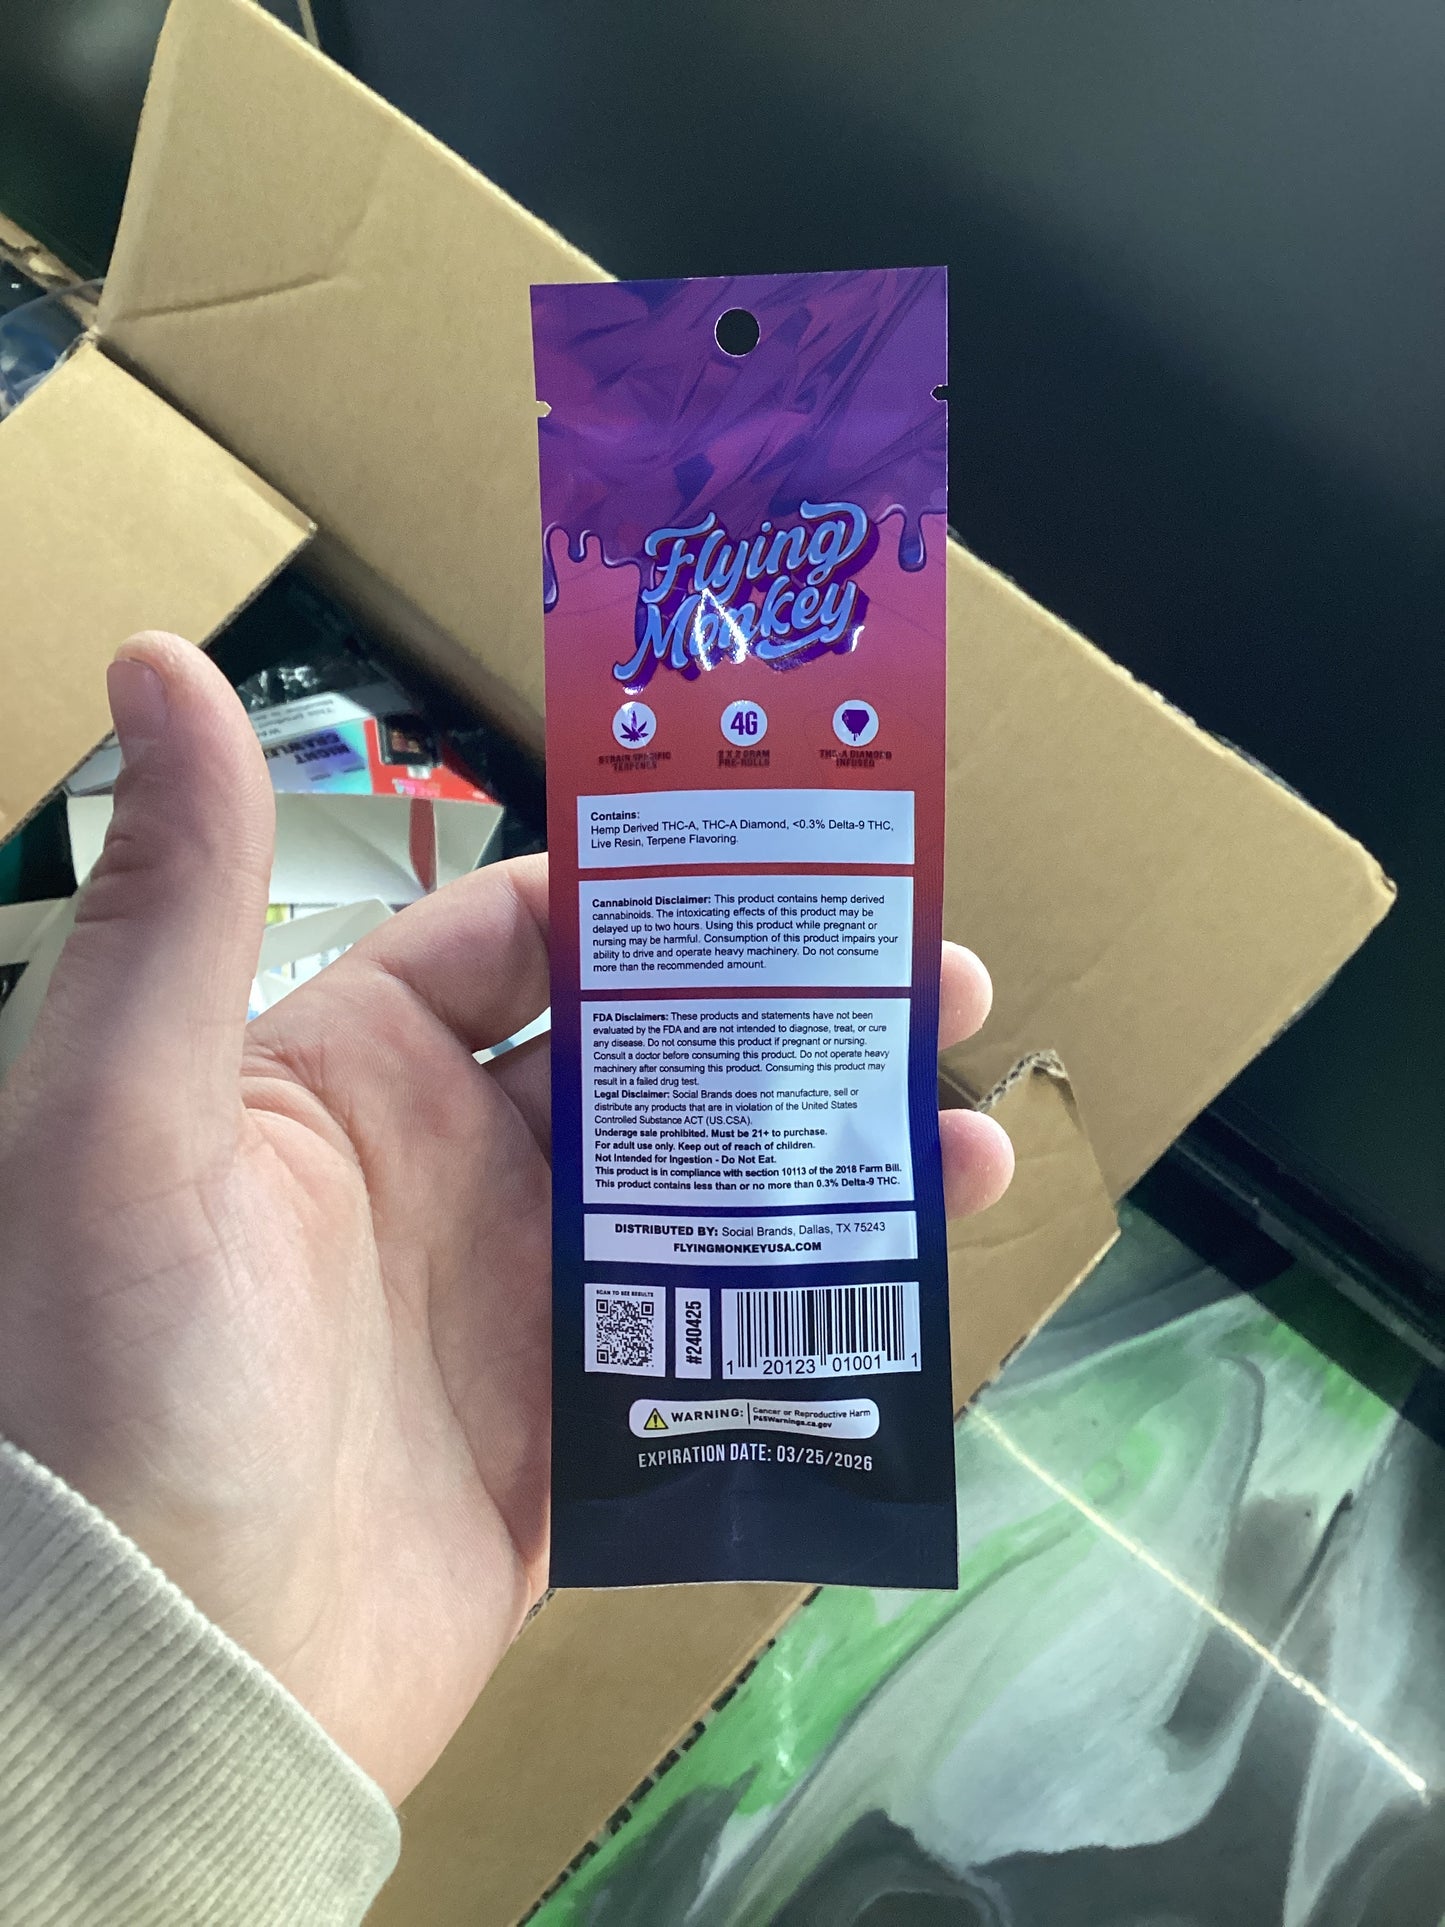 Flying
Monkey
4G
STRAIN SPECIFIC
TERPENES
2 X 2 GRAM
PRE-ROLLS
THC-A DIAMOND
INFUSED
Contains:
Hemp Derived THC-A, THC-A Diamond, <0.3% Delta-9 THC,
Live Resin, Terpene Flavoring.
Cannabinoid Disclaimer: This product contains hemp derived
cannabinoids. The intoxicating effects of this product may be
delayed up to two hours. Using this product while pregnant or
nursing may be harmful. Consumption of this product impairs your
ability to drive and operate heavy machinery. Do not consume
more than the recommended amount.
FDA Disclaimers: These products and statements have not been
evaluated by the FDA and are not intended to diagnose, treat, or cure
any disease. Do not consume this product if pregnant or nursing.
Consult a doctor before consuming this product. Do not operate heavy
machinery after consuming this product. Consuming this product may
result in a failed drug test.
Legal Disclaimer: Social Brands does not manufacture, sell or
distribute any products that are in violation of the United States
Controlled Substance ACT (US.CSA).
Underage sale prohibited. Must be 21+ to purchase.
For adult use only. Keep out of reach of children.
Not Intended for Ingestion - Do Not Eat.
This product is in compliance with section 10113 of the 2018 Farm Bill.
This product contains less than or no more than 0.3% Delta-9 THC.
DISTRIBUTED BY: Social Brands, Dallas, TX 75243
FLYINGMONKEYUSA.COM
SCAN TO SEE RESULTS
#240425
1 20123 01001 1
WARNING: Cancer or Reproductive Harm
P65Warnings.ca.gov
EXPIRATION DATE: 03/25/2026